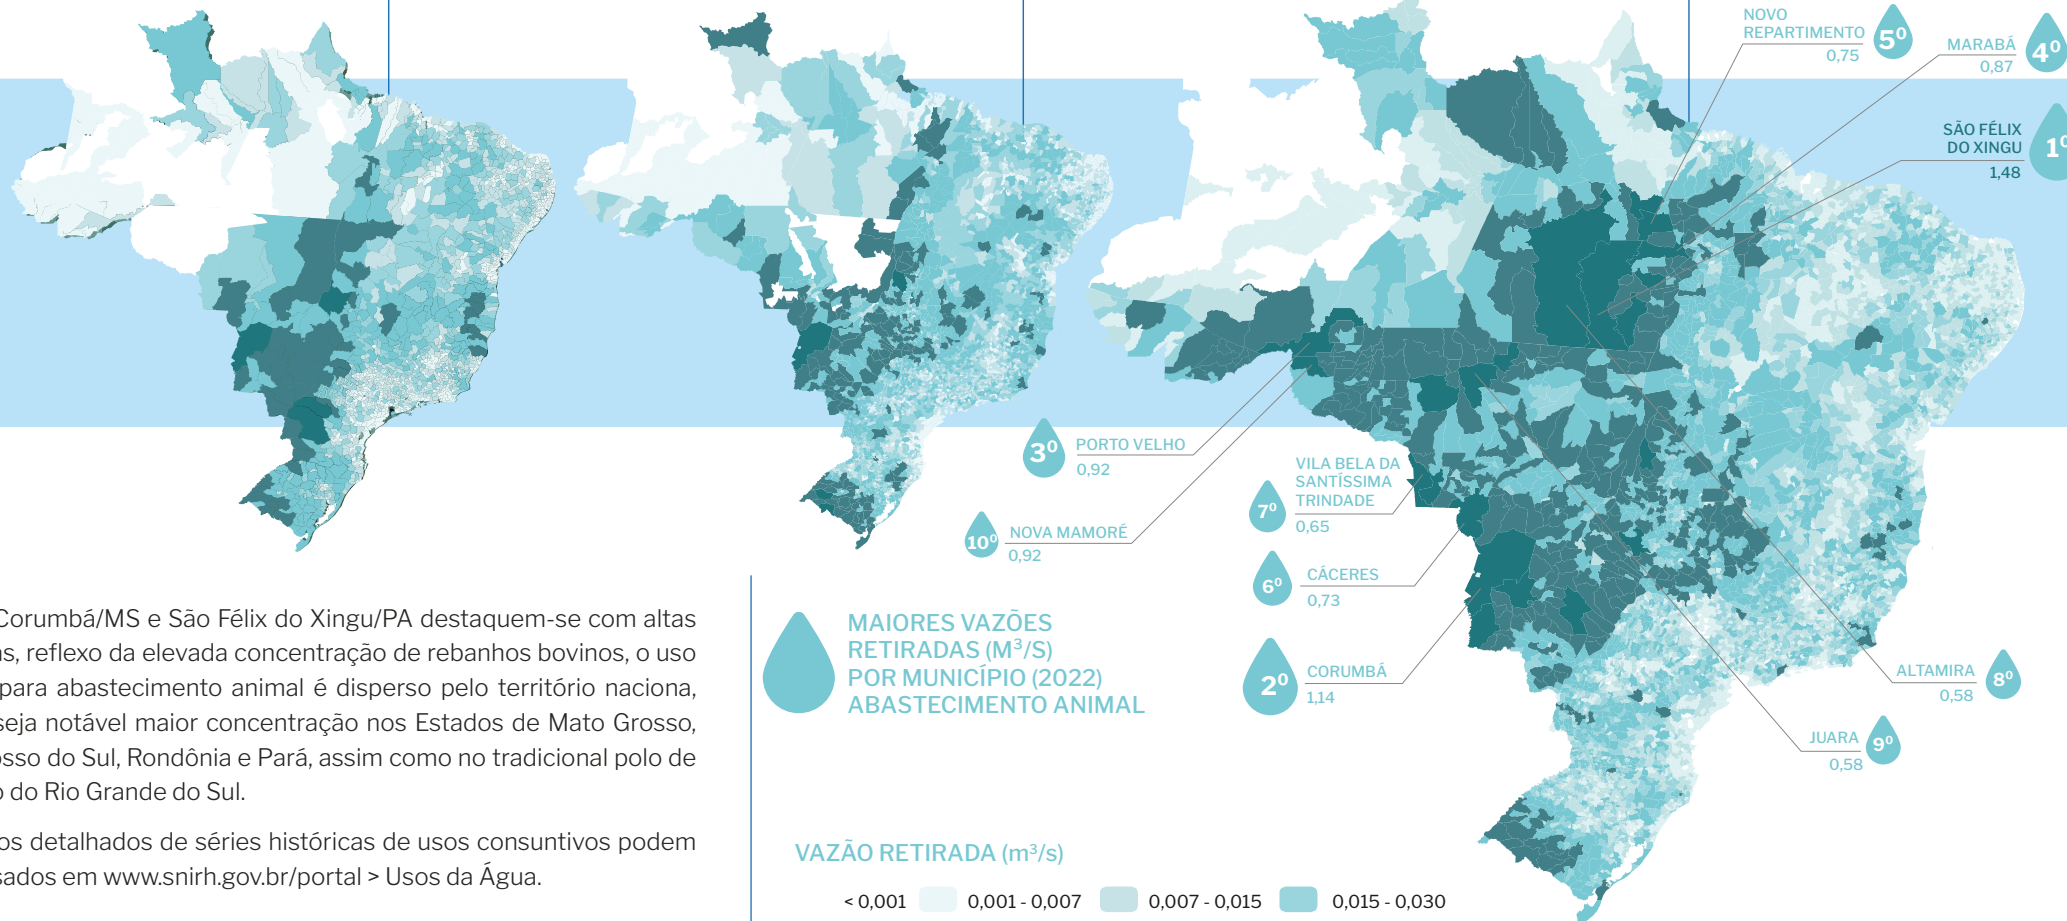 NOVO
REPARTIMENTO
0,75
5º
MARABÁ
0,87
4º
SÃO FÉLIX
DO XINGU
1,48
1º
3º
PORTO VELHO
0,92
10º
NOVA MAMORÉ
0,92
VILA BELA DA
SANTÍSSIMA
TRINDADE
7º
0,65
6º
CÁCERES
0,73
2º
CORUMBÁ
1,14
ALTAMIRA
0,58
8º
JUARA
0,58
9º
Corumbá/MS e São Félix do Xingu/PA destaquem-se com altas
s, reflexo da elevada concentração de rebanhos bovinos, o uso
para abastecimento animal é disperso pelo território naciona,
seja notável maior concentração nos Estados de Mato Grosso,
sso do Sul, Rondônia e Pará, assim como no tradicional polo de
o do Rio Grande do Sul.
os detalhados de séries históricas de usos consuntivos podem
sados em www.snirh.gov.br/portal > Usos da Água.
MAIORES VAZÕES
RETIRADAS (M³/S)
POR MUNICÍPIO (2022)
ABASTECIMENTO ANIMAL
VAZÃO RETIRADA (m³/s)
< 0,001
0,001 - 0,007
0,007 - 0,015
0,015 - 0,030